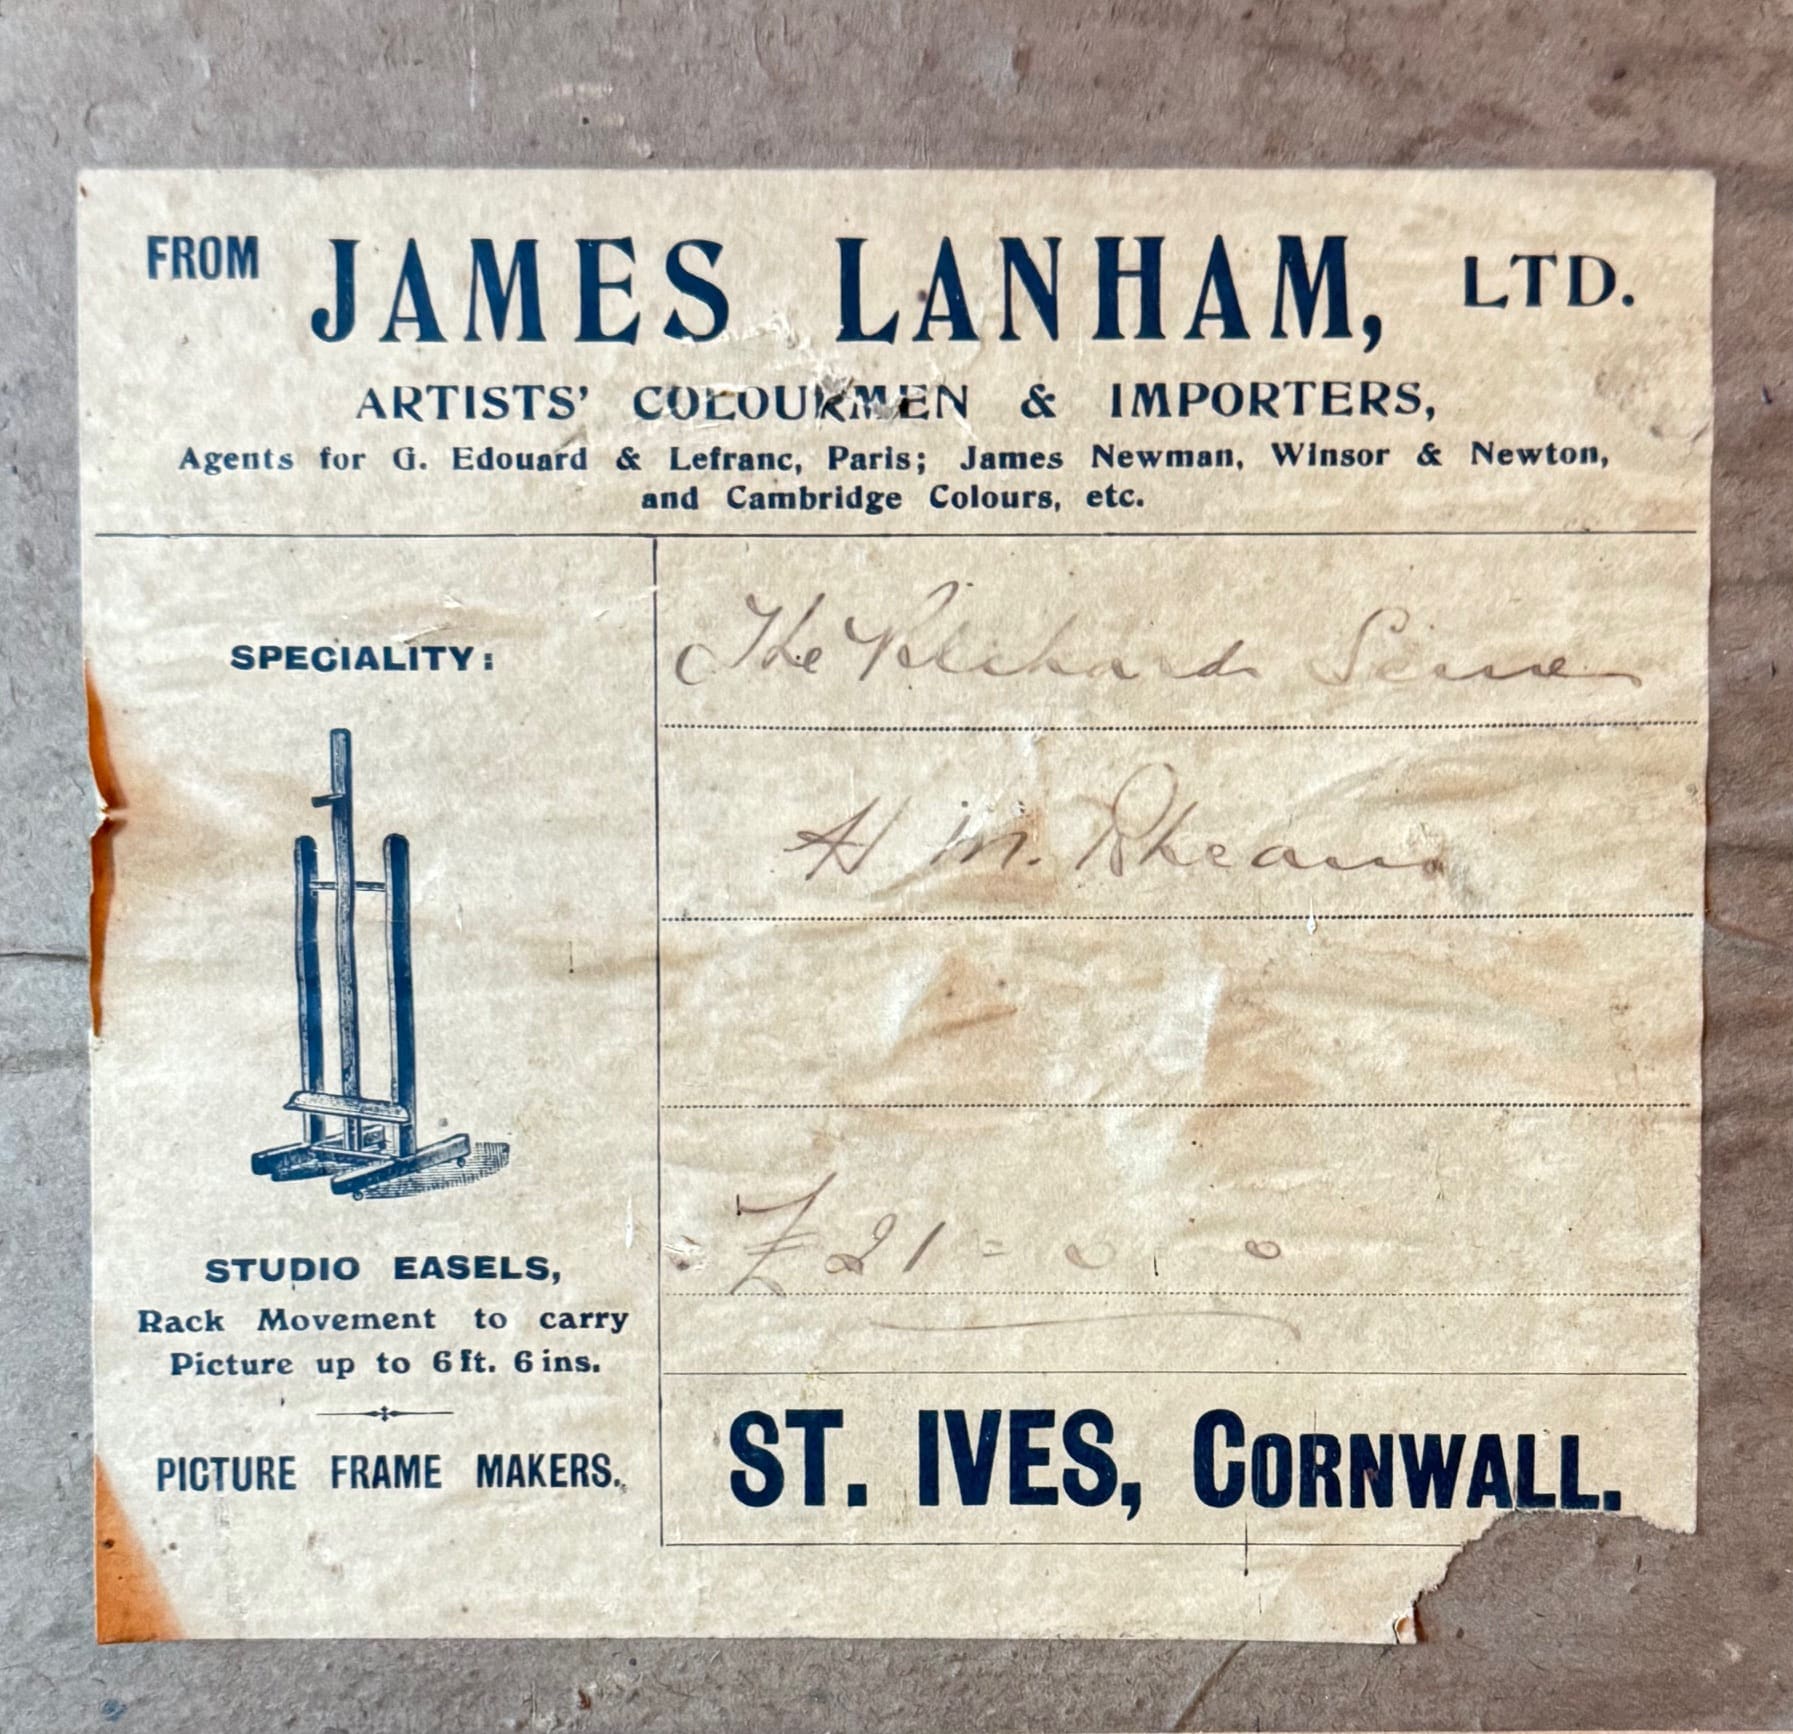 FROM JAMES LANHAM, LTD.
ARTISTS' COLOURMEN & IMPORTERS,
Agents for G. Edouard & Lefranc, Paris; James Newman, Winsor & Newton,
and Cambridge Colours, etc.
SPECIALITY:
STUDIO EASELS,
Rack Movement to carry
Picture up to 6 ft. 6 ins.
PICTURE FRAME MAKERS.
The Pilchard Seine
H M. Rheam
£21 = 0. 0
ST. IVES, CORNWALL.